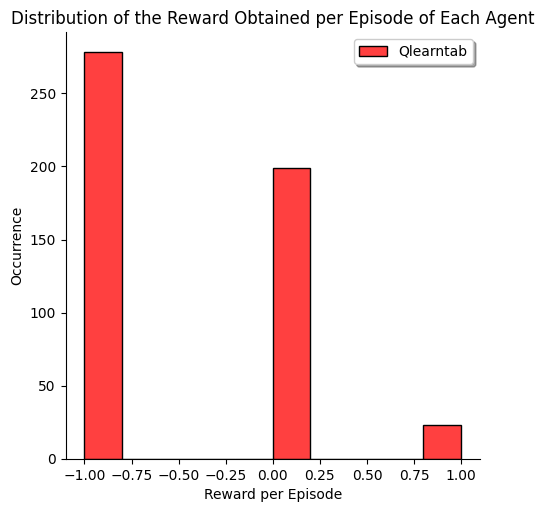 Distribution of the Reward Obtained per Episode of Each Agent
Qlearntab
250
200
150
100
50
0
Occurrence
−1.00 −0.75 −0.50 −0.25 0.00 0.25 0.50 0.75 1.00
Reward per Episode